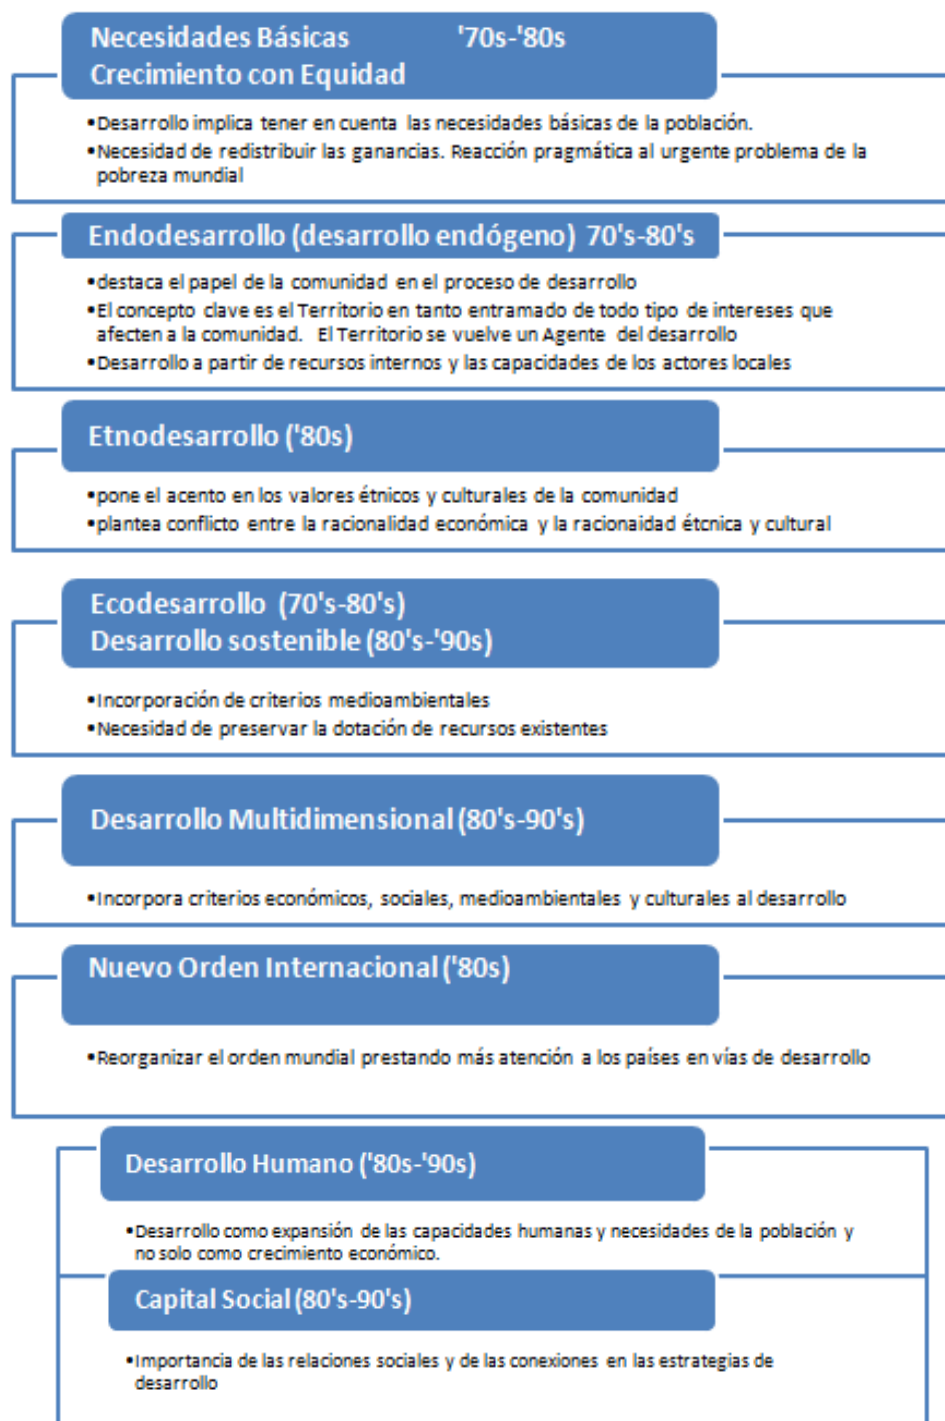 Necesidades Básicas '70s-'80s
Crecimiento con Equidad
•Desarrollo implica tener en cuenta las necesidades básicas de la población.
•Necesidad de redistribuir las ganancias. Reacción pragmática al urgente problema de la
pobreza mundial
Endodesarrollo (desarrollo endógeno) 70's-80's
•destaca el papel de la comunidad en el proceso de desarrollo
•El concepto clave es el Territorio en tanto entramado de todo tipo de intereses que
afecten a la comunidad. El Territorio se vuelve un Agente del desarrollo
•Desarrollo a partir de recursos internos y las capacidades de los actores locales
Etnodesarrollo ('80s)
•pone el acento en los valores étnicos y culturales de la comunidad
•plantea conflicto entre la racionalidad económica y la racionaidad étcnica y cultural
Ecodesarrollo (70's-80's)
Desarrollo sostenible (80's-'90s)
•Incorporación de criterios medioambientales
•Necesidad de preservar la dotación de recursos existentes
Desarrollo Multidimensional (80's-90's)
•Incorpora criterios económicos, sociales, medioambientales y culturales al desarrollo
Nuevo Orden Internacional ('80s)
•Reorganizar el orden mundial prestando más atención a los países en vías de desarrollo
Desarrollo Humano ('80s-'90s)
•Desarrollo como expansión de las capacidades humanas y necesidades de la población y
no solo como crecimiento económico.
Capital Social (80's-90's)
•Importancia de las relaciones sociales y de las conexiones en las estrategias de
desarrollo